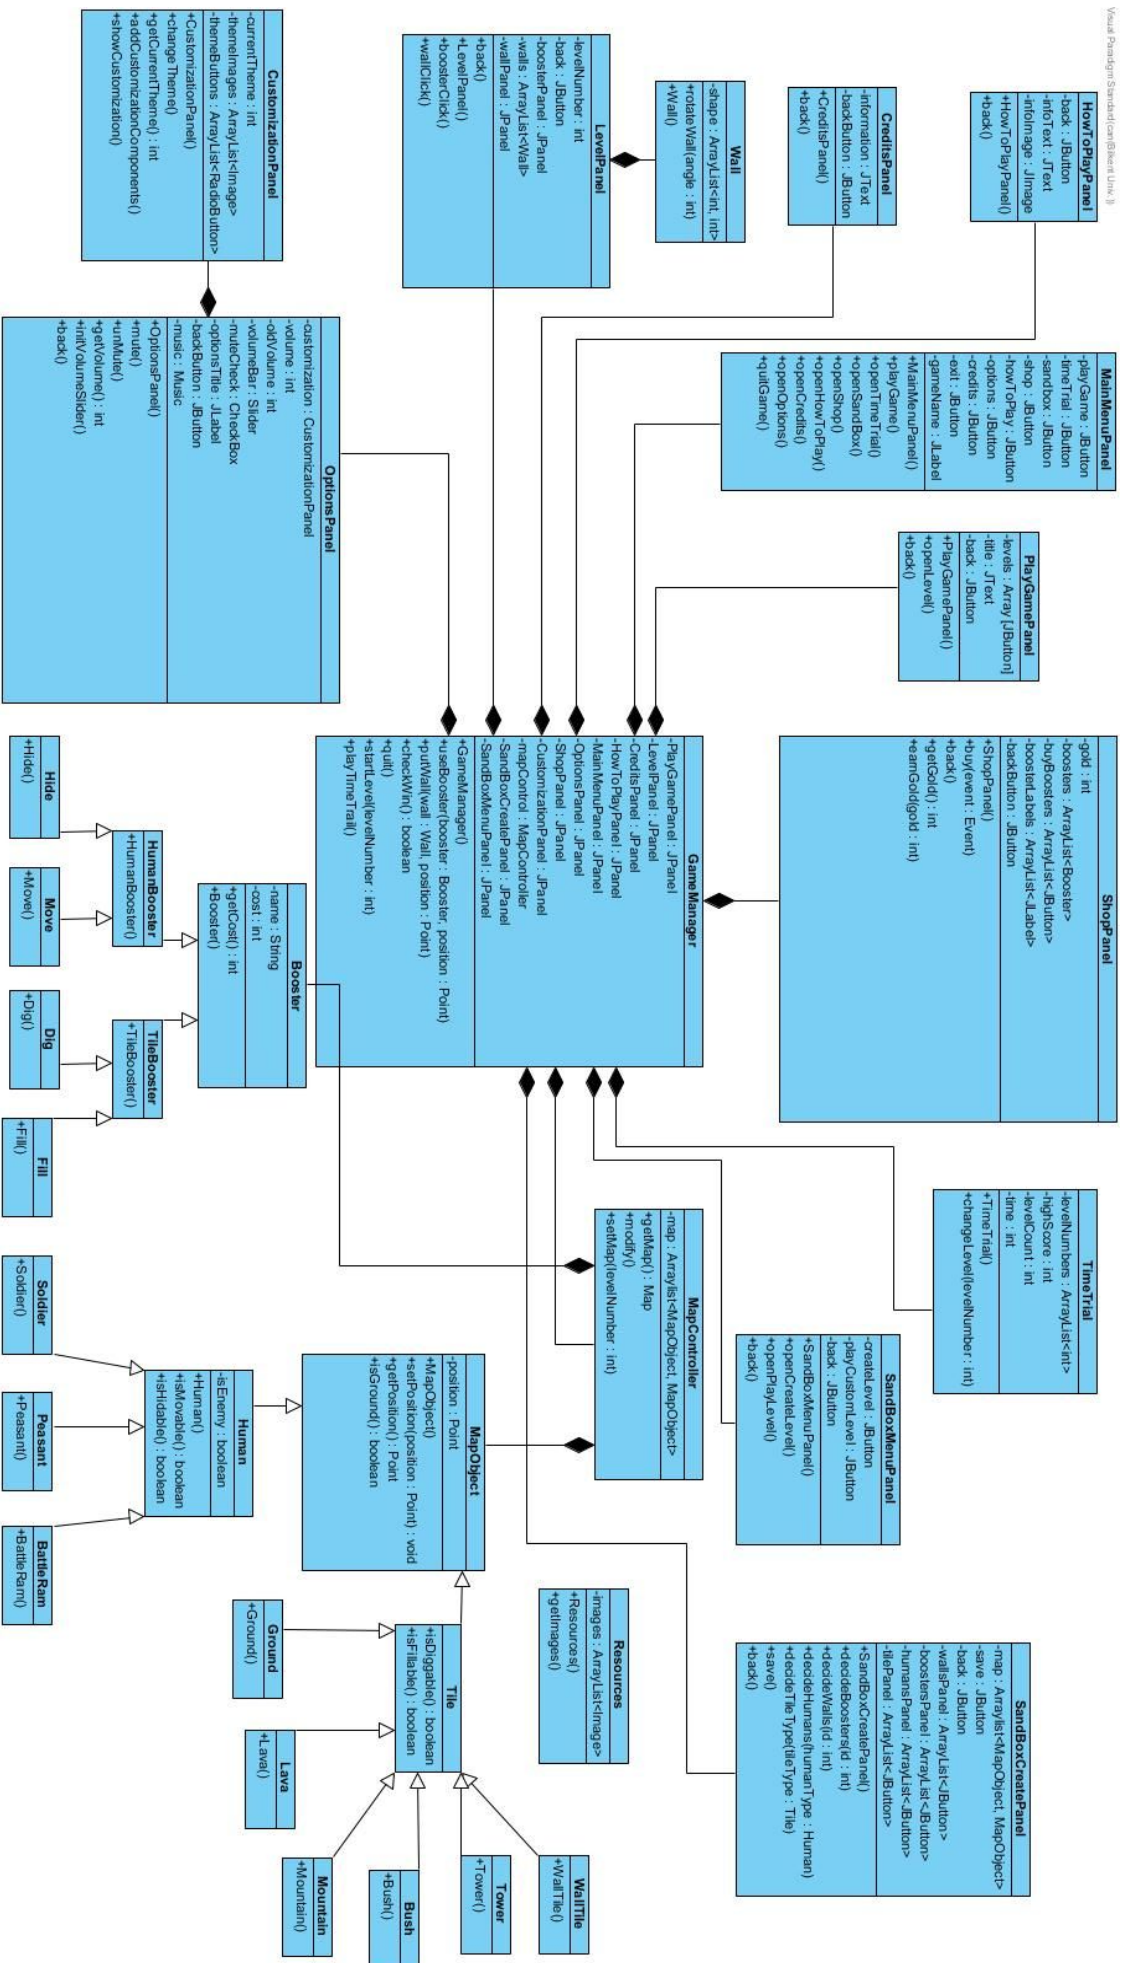 Visual Paradigm Standard(can(Bilkent Univ.))
HowToPlayPanel
-back : JButton
-infoText : JText
-infoImage : JImage
+HowToPlayPanel()
+back()
CreditsPanel
-information : JText
-backButton : JButton
+CreditsPanel()
+back()
Wall
-shape : ArrayList<int, int>
+rotateWall(angle : int)
+Wall()
LevelPanel
-levelNumber : int
-back : JButton
-boosterPanel : JPanel
-walls : ArrayList<Wall>
-wallPanel : JPanel
+back()
+LevelPanel()
+boosterClick()
+wallClick()
CustomizationPanel
-currentTheme : int
-themeImages : ArrayList<Image>
-themeButtons : ArrayList<RadioButton>
+CustomizationPanel()
+changeTheme()
+getCurrentTheme() : int
+addCustomizationComponents()
+showCustomization()
MainMenuPanel
-playGame : JButton
-timeTrial : JButton
-sandbox : JButton
-shop : JButton
-howToPlay : JButton
-options : JButton
-credits : JButton
-exit : JButton
-gameName : JLabel
+MainMenuPanel()
+playGame()
+openTimeTrial()
+openSandBox()
+openShop()
+openHowToPlay()
+openCredits()
+openOptions()
+quitGame()
PlayGamePanel
-levels : Array [JButton]
-title : JText
-back : JButton
+PlayGamePanel()
+openLevel()
+back()
OptionsPanel
-customization : CustomizationPanel
-volume : int
-oldVolume : int
-volumeBar : Slider
-muteCheck : CheckBox
-optionsTitle : JLabel
-backButton : JButton
-music : Music
+OptionsPanel()
+mute()
+unMute()
+getVolume() : int
+initVolumeSlider()
+back()
ShopPanel
-gold : int
-boosters : ArrayList<Booster>
-buyBoosters : ArrayList<JButton>
-boosterLabels : ArrayList<JLabel>
-backButton : JButton
+ShopPanel()
+buy(event : Event)
+back()
+getGold() : int
+earnGold(gold : int)
GameManager
-PlayGamePanel : JPanel
-LevelPanel : JPanel
-CreditsPanel : JPanel
-HowToPlayPanel : JPanel
-MainMenuPanel : JPanel
-OptionsPanel : JPanel
-ShopPanel : JPanel
-CustomizationPanel : JPanel
-mapControl : MapController
-SandBoxCreatePanel : JPanel
-SandBoxMenuPanel : JPanel
+GameManager()
+useBooster(booster : Booster, position : Point)
+putWall(wall : Wall, position : Point)
+checkWin() : boolean
+quit()
+startLevel(levelNumber : int)
+playTimeTrail()
Booster
-name : String
-cost : int
+getCost() : int
+Booster()
HumanBooster
+HumanBooster()
TileBooster
+TileBooster()
Hide
+Hide()
Move
+Move()
Dig
+Dig()
Fill
+Fill()
TimeTrial
-levelNumbers : ArrayList<int>
-highScore : int
-levelCount : int
-time : int
+TimeTrial()
+changeLevel(levelNumber : int)
SandBoxMenuPanel
-createLevel : JButton
-playCustomLevel : JButton
-back : JButton
+SandBoxMenuPanel()
+openCreateLevel()
+openPlayLevel()
+back()
MapController
-map : Arraylist<MapObject, MapObject>
+getMap() : Map
+modify()
+setMap(levelNumber : int)
MapObject
-position : Point
+MapObject()
+setPosition(position : Point) : void
+getPosition() : Point
+isGround() : boolean
Human
-isEnemy : boolean
+Human()
+isMovable() : boolean
+isHidable() : boolean
Soldier
+Soldier()
Peasant
+Peasant()
BattleRam
+BattleRam()
SandBoxCreatePanel
-map : Arraylist<MapObject, MapObject>
-save : JButton
-back : JButton
-wallsPanel : ArrayList<JButton>
-boostersPanel : ArrayList<JButton>
-humansPanel : ArrayList<JButton>
-tilePanel : ArrayList<JButton>
+SandBoxCreatePanel()
+decideBoosters(id : int)
+decideWalls(id : int)
+decideHumans(humanType : Human)
+decideTileType(tileType : Tile)
+save()
+back()
Resources
-images : ArrayList<Image>
+Resources()
+getImages()
Tile
+isDiggable() : boolean
+isFillable() : boolean
Ground
+Ground()
Lava
+Lava()
Mountain
+Mountain()
Bush
+Bush()
Tower
+Tower()
WallTile
+WallTile()